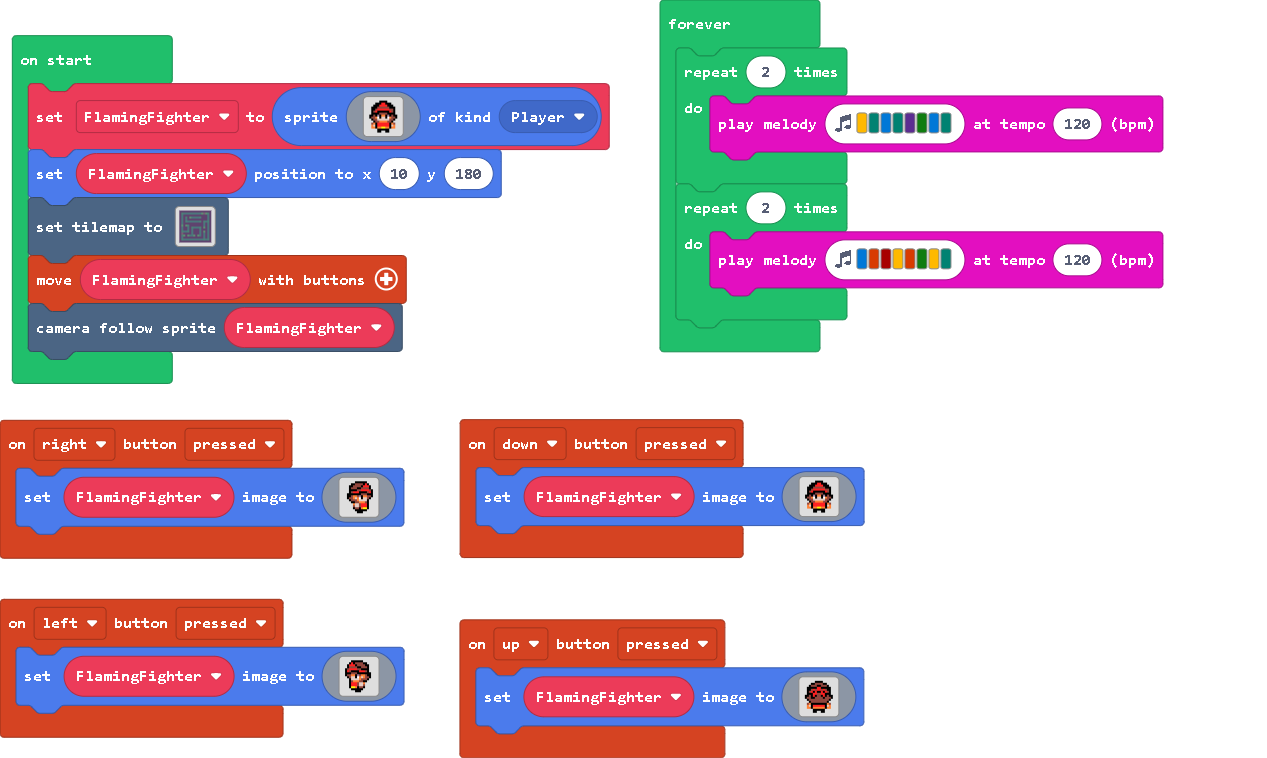 on start
set FlamingFighter to sprite of kind Player
set FlamingFighter position to x 10 y 180
set tilemap to
move FlamingFighter with buttons
camera follow sprite FlamingFighter
forever
repeat 2 times
do play melody at tempo 120 (bpm)
repeat 2 times
do play melody at tempo 120 (bpm)
on right button pressed
set FlamingFighter image to
on down button pressed
set FlamingFighter image to
on left button pressed
set FlamingFighter image to
on up button pressed
set FlamingFighter image to